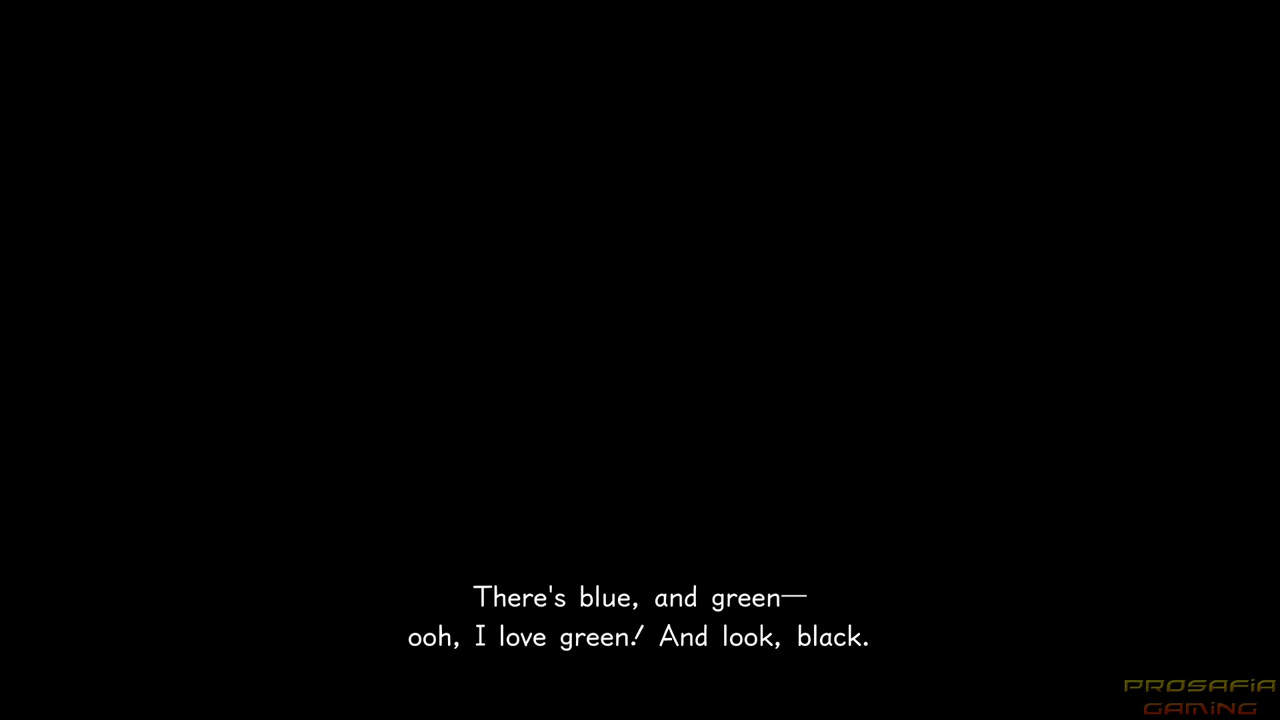 There's blue, and green—
ooh, I love green! And look, black.
PROSAFIA
GAMING